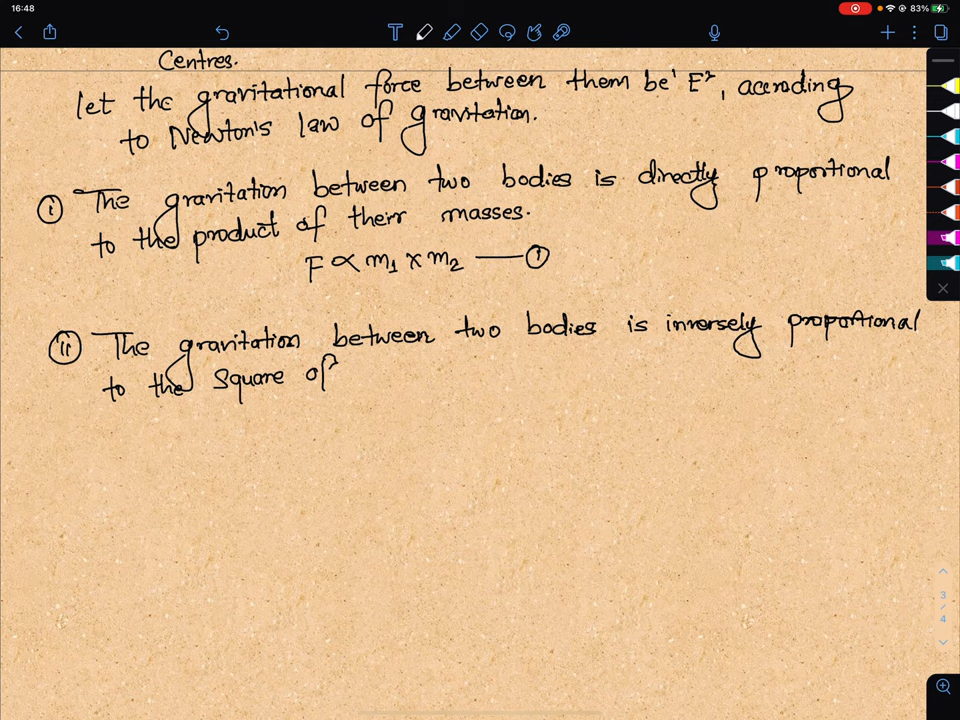 16:48
83%
Centres.
let the gravitational force between them be 'F', according
to Newton's law of gravitation.
i The gravitation between two bodies is directly proportional
to the product of their masses.
F ∝ m₁ × m₂ —— ①
ii The gravitation between two bodies is inversely proportional
to the square of
3
/
4